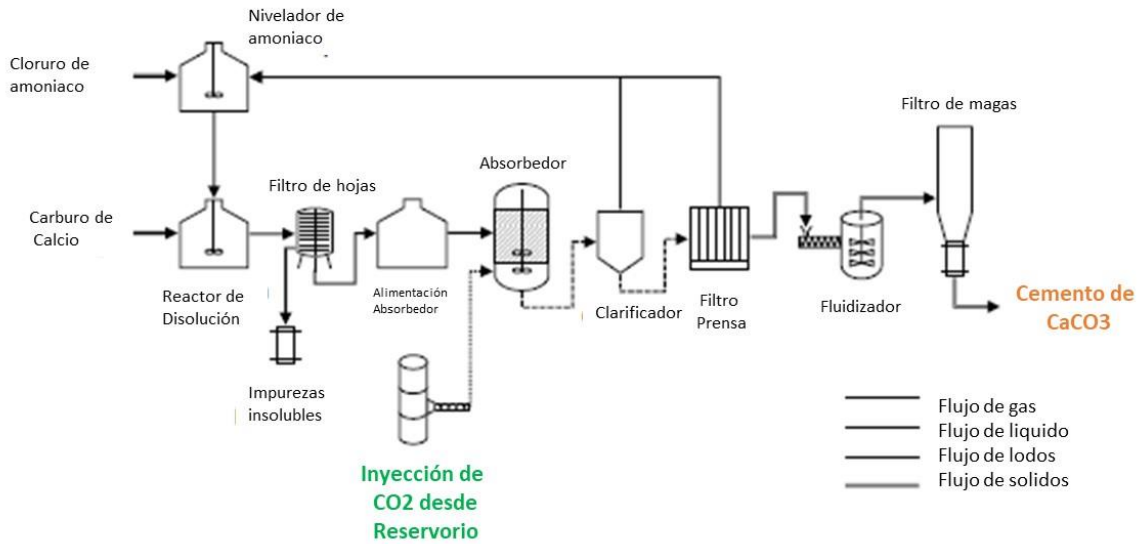 Nivelador de
amoniaco
Cloruro de
amoniaco
Filtro de magas
Absorbedor
Filtro de hojas
Carburo de
Calcio
Reactor de
Disolución
Alimentación
Absorbedor
Clarificador
Filtro
Prensa
Fluidizador
Cemento de
CaCO3
Impurezas
insolubles
Inyección de
CO2 desde
Reservorio
Flujo de gas
Flujo de liquido
Flujo de lodos
Flujo de solidos